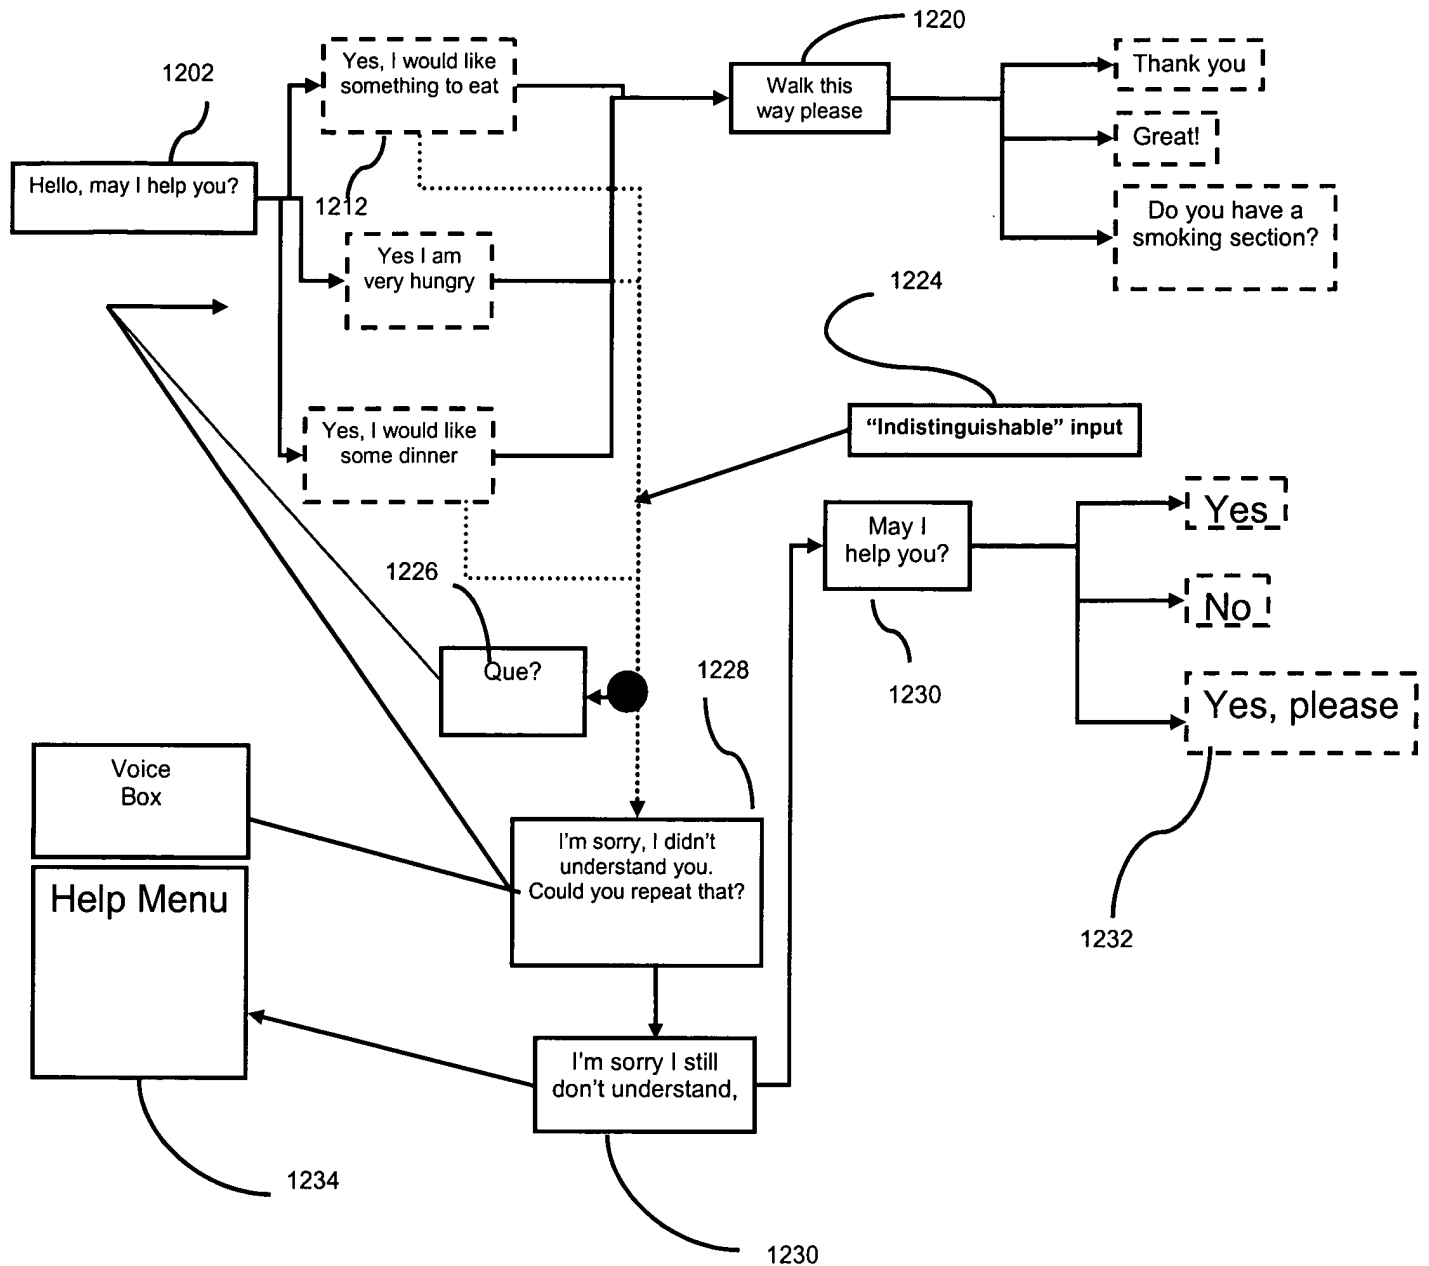 1220
Yes, I would like
something to eat
Thank you
1202
Walk this
way please
Great!
Hello, may I help you?
1212
Do you have a
smoking section?
Yes I am
very hungry
1224
Yes, I would like
some dinner
“Indistinguishable” input
Yes
May I
help you?
1226
No
1230
Que?
1228
Yes, please
Voice
Box
I'm sorry, I didn't
understand you.
Could you repeat that?
Help Menu
1232
I'm sorry I still
don't understand,
1234
1230